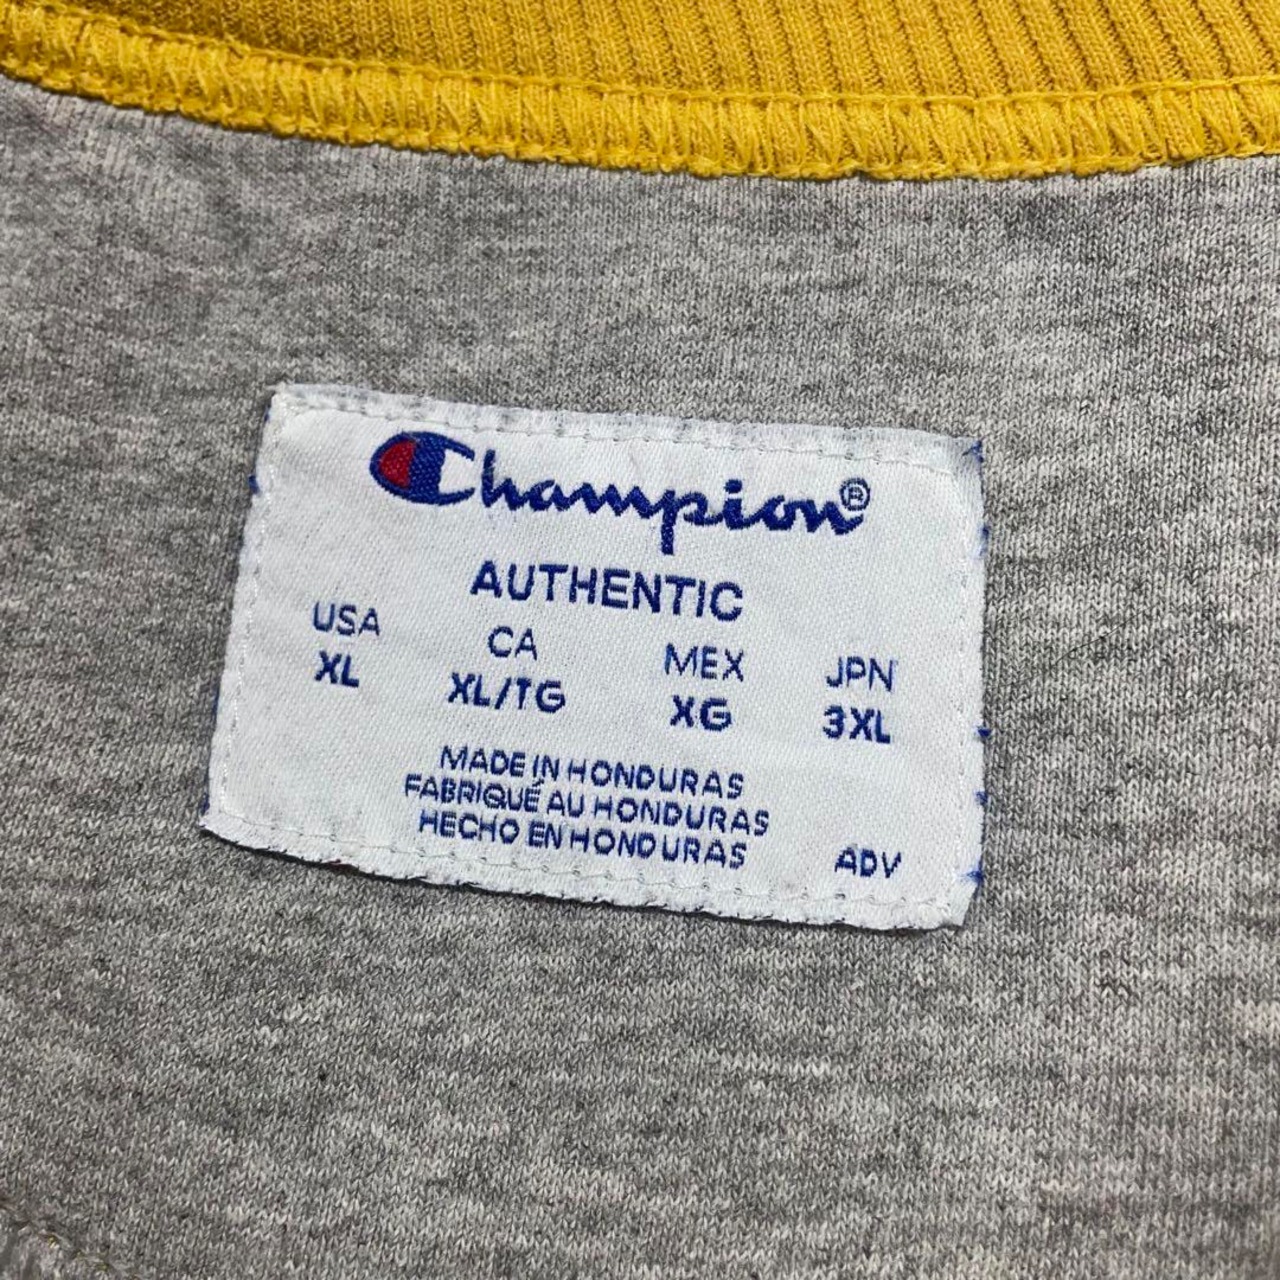 Champion®
AUTHENTIC
USA CA MEX JPN
XL XL/TG XG 3XL
MADE IN HONDURAS
FABRIQUÉ AU HONDURAS
HECHO EN HONDURAS ADV